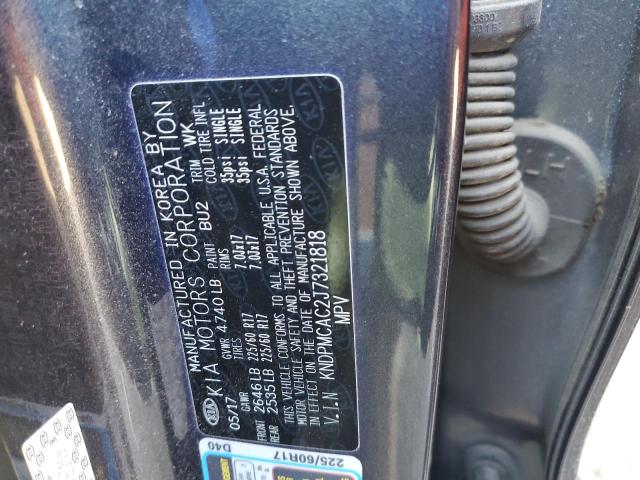 MANUFACTURED IN KOREA BY
KIA KIA MOTORS CORPORATION
05/17 GVWR 4740LB PAINT BU2 TRIM WK
GAWR TIRES RIMS COLD TIRE INFL
FRONT 2646LB 225/60 R17 7.0Jx17 35psi SINGLE
REAR 2535LB 225/60 R17 7.0Jx17 35psi SINGLE
THIS VEHICLE CONFORMS TO ALL APPLICABLE U.S.A. FEDERAL
MOTOR VEHICLE SAFETY AND THEFT PREVENTION STANDARDS
IN EFFECT ON THE DATE OF MANUFACTURE SHOWN ABOVE.
V.I.N KNDPMCAC2J7321818
MPV
D40
225/60R17